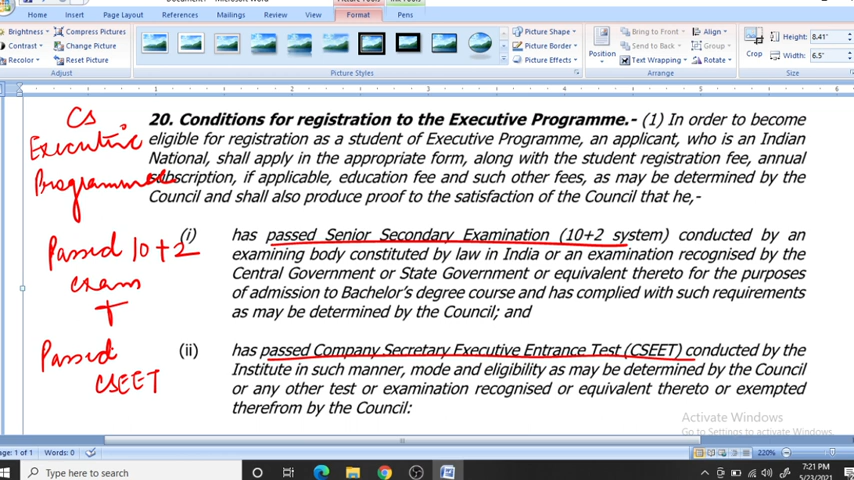 Home
Insert
Page Layout
References
Mailings
Review
View
Format
Pens
Brightness
Contrast
Recolor
Compress Pictures
Change Picture
Reset Picture
Adjust
Picture Styles
Picture Shape
Picture Border
Picture Effects
Position
Bring to Front
Send to Back
Text Wrapping
Align
Group
Rotate
Arrange
Crop
Height: 8.41"
Width: 6.5"
Size
CS
Executive
Programme
20. Conditions for registration to the Executive Programme.- (1) In order to become
eligible for registration as a student of Executive Programme, an applicant, who is an Indian
National, shall apply in the appropriate form, along with the student registration fee, annual
subscription, if applicable, education fee and such other fees, as may be determined by the
Council and shall also produce proof to the satisfaction of the Council that he,-
Passed 10+2
exams
+
Passed
CSEET
(i) has passed Senior Secondary Examination (10+2 system) conducted by an
examining body constituted by law in India or an examination recognised by the
Central Government or State Government or equivalent thereto for the purposes
of admission to Bachelor's degree course and has complied with such requirements
as may be determined by the Council; and
(ii) has passed Company Secretary Executive Entrance Test (CSEET) conducted by the
Institute in such manner, mode and eligibility as may be determined by the Council
or any other test or examination recognised or equivalent thereto or exempted
therefrom by the Council:
Activate Windows
Go to Settings to activate Windows.
Page: 1 of 1
Words: 0
220%
Type here to search
7:21 PM
5/23/2021